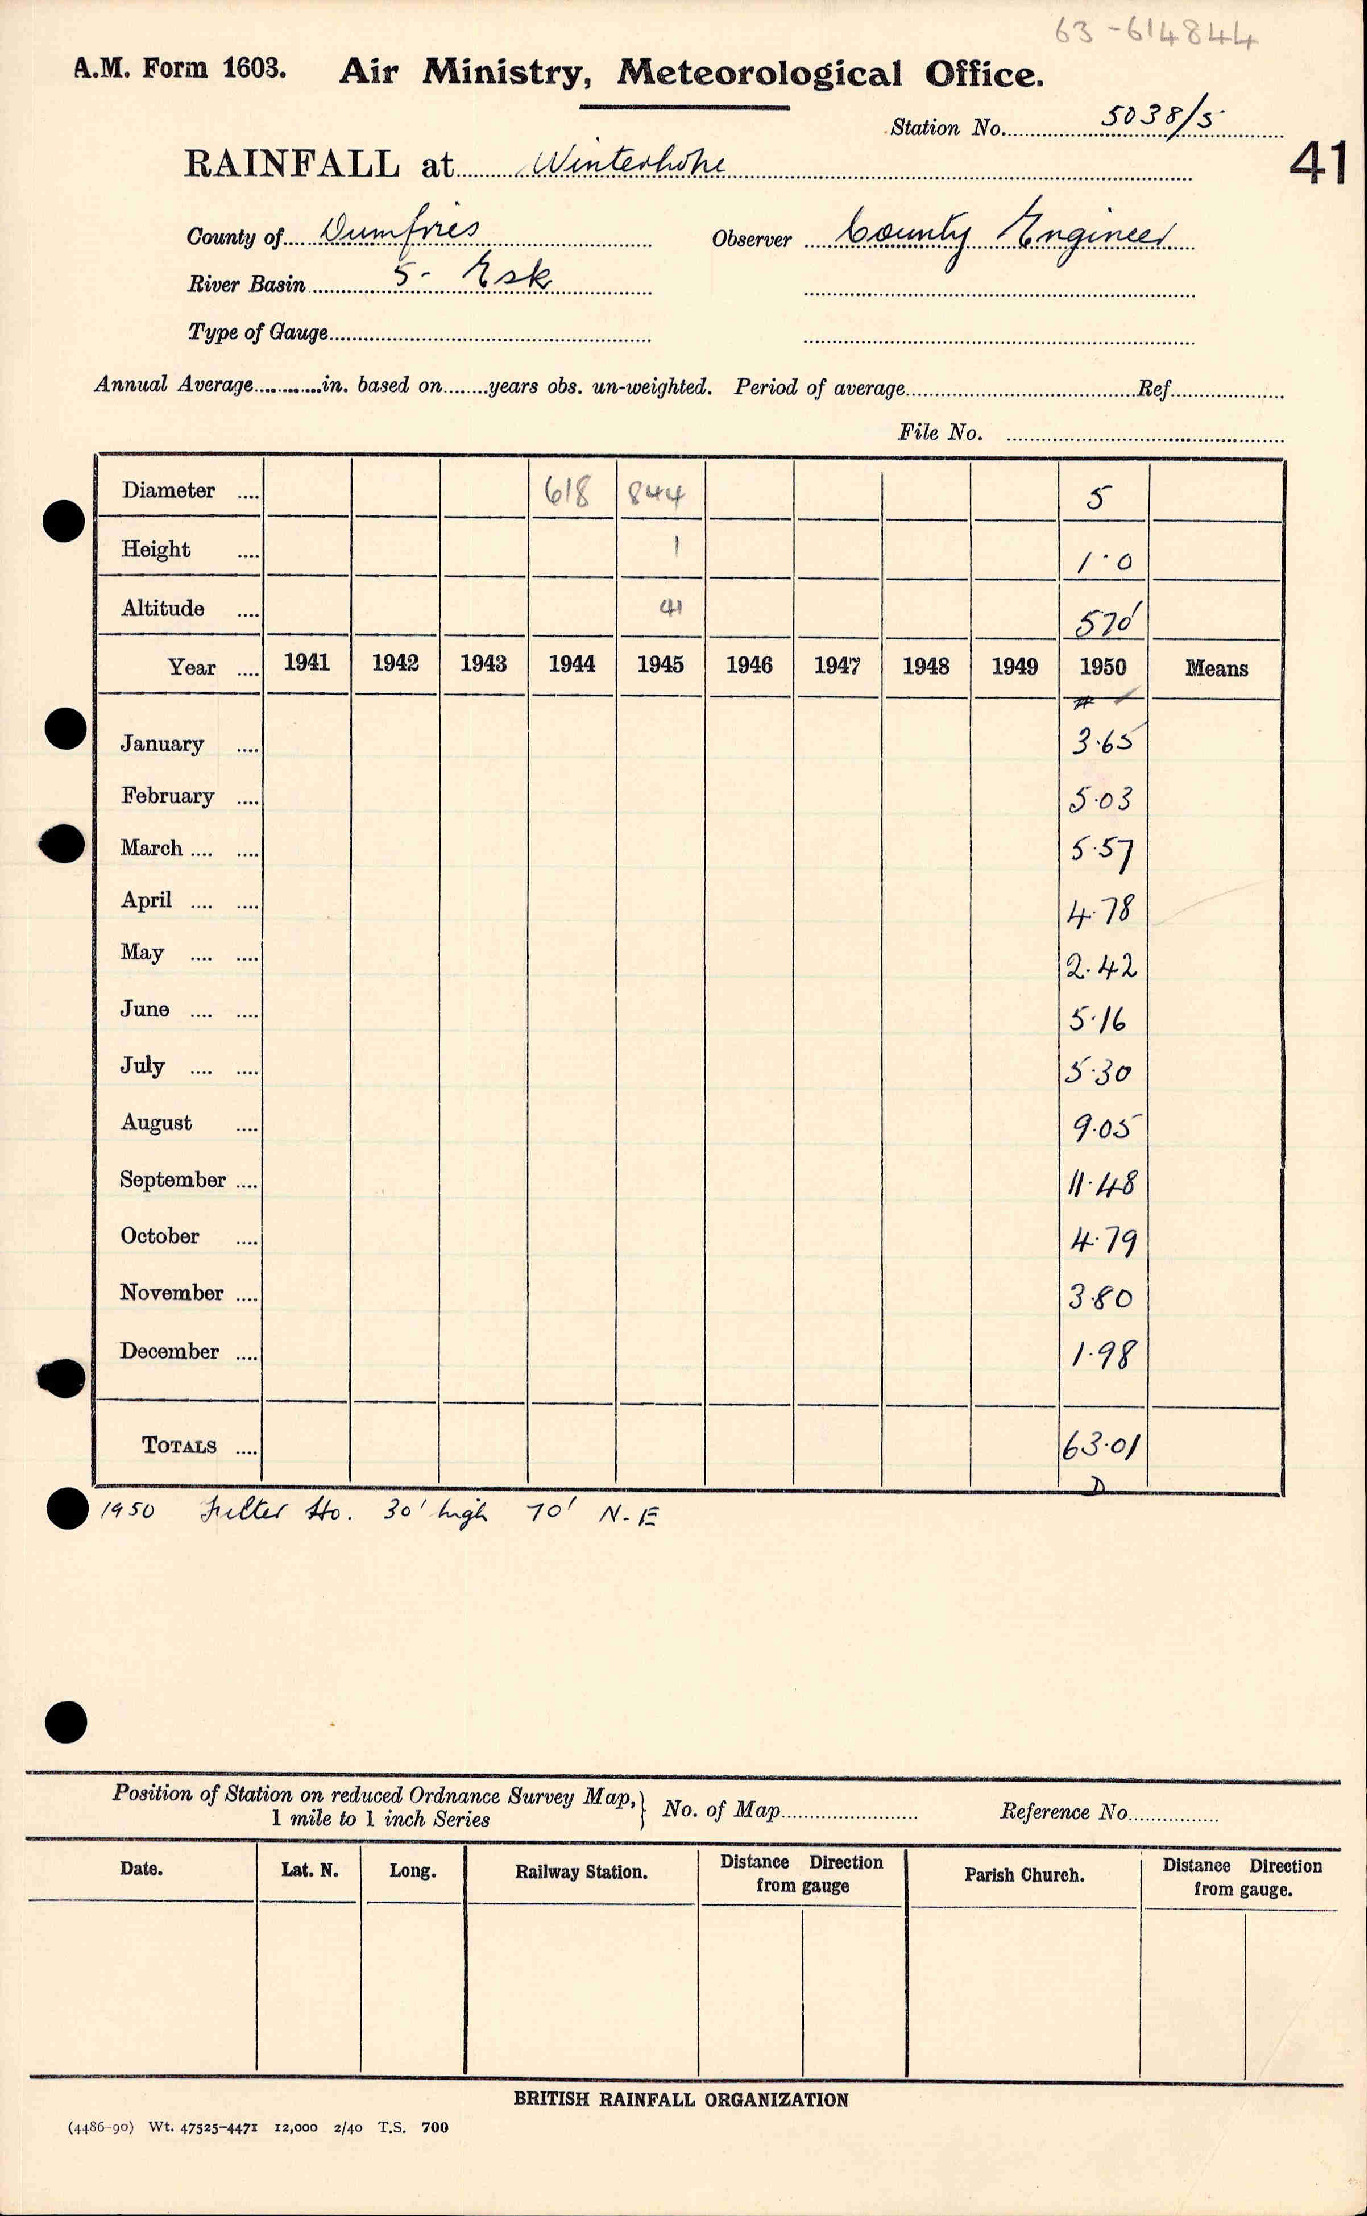 63-614844
A.M. Form 1603. Air Ministry, Meteorological Office.
Station No. 5038/5
41
RAINFALL at Winterhope
County of Dumfries Observer County Engineer
River Basin 5- Esk
Type of Gauge
Annual Average in. based on years obs. un-weighted. Period of average Ref.
File No.
Diameter .... 618 844 5
Height .... 1 1.0
Altitude .... 41 570'
Year .... 1941 1942 1943 1944 1945 1946 1947 1948 1949 1950 Means
January .... 3.65
February .... 5.03
March .... .... 5.57
April .... .... 4.78
May .... .... 2.42
June .... .... 5.16
July .... .... 5.30
August .... 9.05
September .... 11.48
October .... 4.79
November .... 3.80
December .... 1.98
TOTALS .... 63.01
D
1950 Filter Ho. 30' high 70' N-E
Position of Station on reduced Ordnance Survey Map,} No. of Map Reference No.
1 mile to 1 inch Series
Date. Lat. N. Long. Railway Station. Distance Direction from gauge Parish Church. Distance Direction from gauge.
BRITISH RAINFALL ORGANIZATION
(4486-90) Wt. 47525-4471 12,000 2/40 T.S. 700